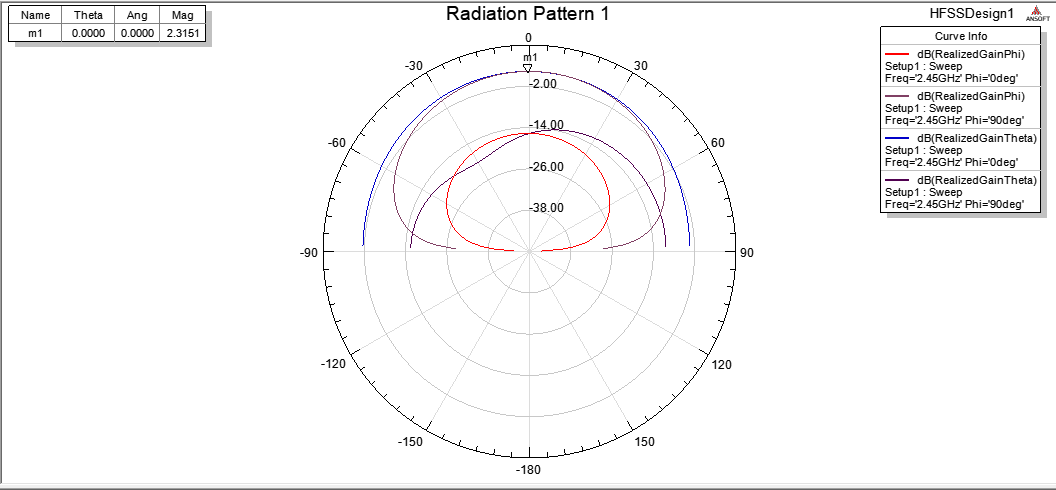 Radiation Pattern 1
HFSSDesign1
ANSOFT
Name Theta Ang Mag
m1 0.0000 0.0000 2.3151
Curve Info
dB(RealizedGainPhi)
Setup1 : Sweep
Freq='2.45GHz' Phi='0deg'
dB(RealizedGainPhi)
Setup1 : Sweep
Freq='2.45GHz' Phi='90deg'
dB(RealizedGainTheta)
Setup1 : Sweep
Freq='2.45GHz' Phi='0deg'
dB(RealizedGainTheta)
Setup1 : Sweep
Freq='2.45GHz' Phi='90deg'
0
m1
-30
30
-2.00
-14.00
-60
60
-26.00
-38.00
-90
90
-120
120
-150
150
-180